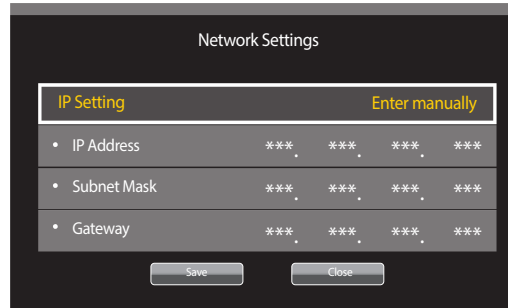 Network Settings
IP Setting Enter manually
• IP Address ***. ***. ***. ***
• Subnet Mask ***. ***. ***. ***
• Gateway ***. ***. ***. ***
Save Close